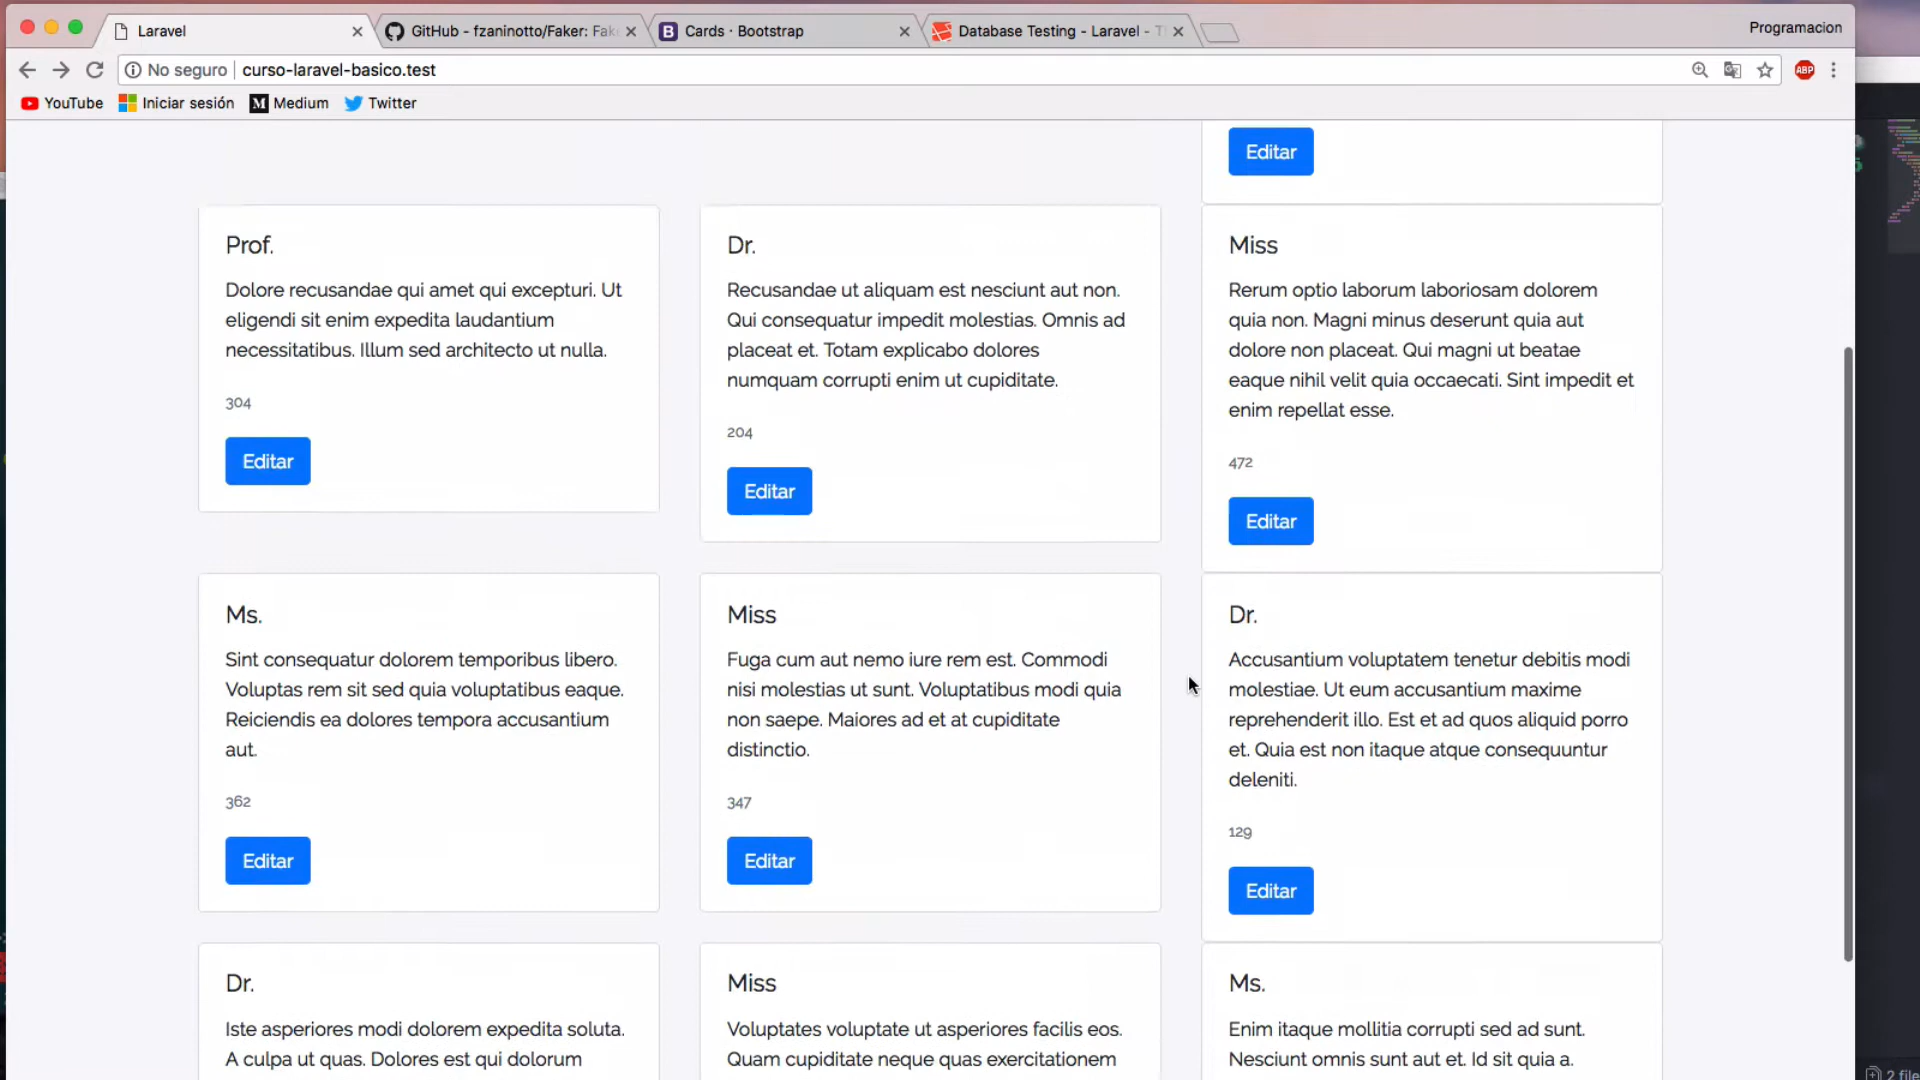 Laravel
GitHub - fzaninotto/Faker: Fak
Cards · Bootstrap
Database Testing - Laravel - T
Programacion
No seguro
curso-laravel-basico.test
ABP
YouTube
Iniciar sesión
M Medium
Twitter
Editar
Prof.
Dolore recusandae qui amet qui excepturi. Ut
eligendi sit enim expedita laudantium
necessitatibus. Illum sed architecto ut nulla.
304
Editar
Dr.
Recusandae ut aliquam est nesciunt aut non.
Qui consequatur impedit molestias. Omnis ad
placeat et. Totam explicabo dolores
numquam corrupti enim ut cupiditate.
204
Editar
Miss
Rerum optio laborum laboriosam dolorem
quia non. Magni minus deserunt quia aut
dolore non placeat. Qui magni ut beatae
eaque nihil velit quia occaecati. Sint impedit et
enim repellat esse.
472
Editar
Ms.
Sint consequatur dolorem temporibus libero.
Voluptas rem sit sed quia voluptatibus eaque.
Reiciendis ea dolores tempora accusantium
aut.
362
Editar
Miss
Fuga cum aut nemo iure rem est. Commodi
nisi molestias ut sunt. Voluptatibus modi quia
non saepe. Maiores ad et at cupiditate
distinctio.
347
Editar
Dr.
Accusantium voluptatem tenetur debitis modi
molestiae. Ut eum accusantium maxime
reprehenderit illo. Est et ad quos aliquid porro
et. Quia est non itaque atque consequuntur
deleniti.
129
Editar
Dr.
Iste asperiores modi dolorem expedita soluta.
A culpa ut quas. Dolores est qui dolorum
Miss
Voluptates voluptate ut asperiores facilis eos.
Quam cupiditate neque quas exercitationem
Ms.
Enim itaque mollitia corrupti sed ad sunt.
Nesciunt omnis sunt aut et. Id sit quia a.
2 file